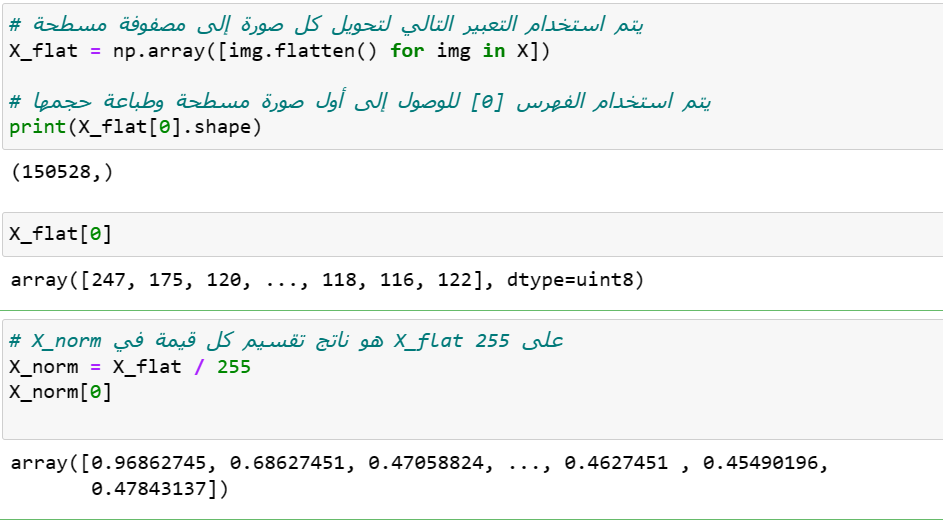 # يتم استخدام التعبير التالي لتحويل كل صورة إلى مصفوفة مسطحة
X_flat = np.array([img.flatten() for img in X])
# يتم استخدام الفهرس [0] للوصول إلى أول صورة مسطحة وطباعة حجمها
print(X_flat[0].shape)
(150528,)
X_flat[0]
array([247, 175, 120, ..., 118, 116, 122], dtype=uint8)
# X_norm هو ناتج تقسيم كل قيمة في X_flat على 255
X_norm = X_flat / 255
X_norm[0]
array([0.96862745, 0.68627451, 0.47058824, ..., 0.4627451 , 0.45490196,
0.47843137])